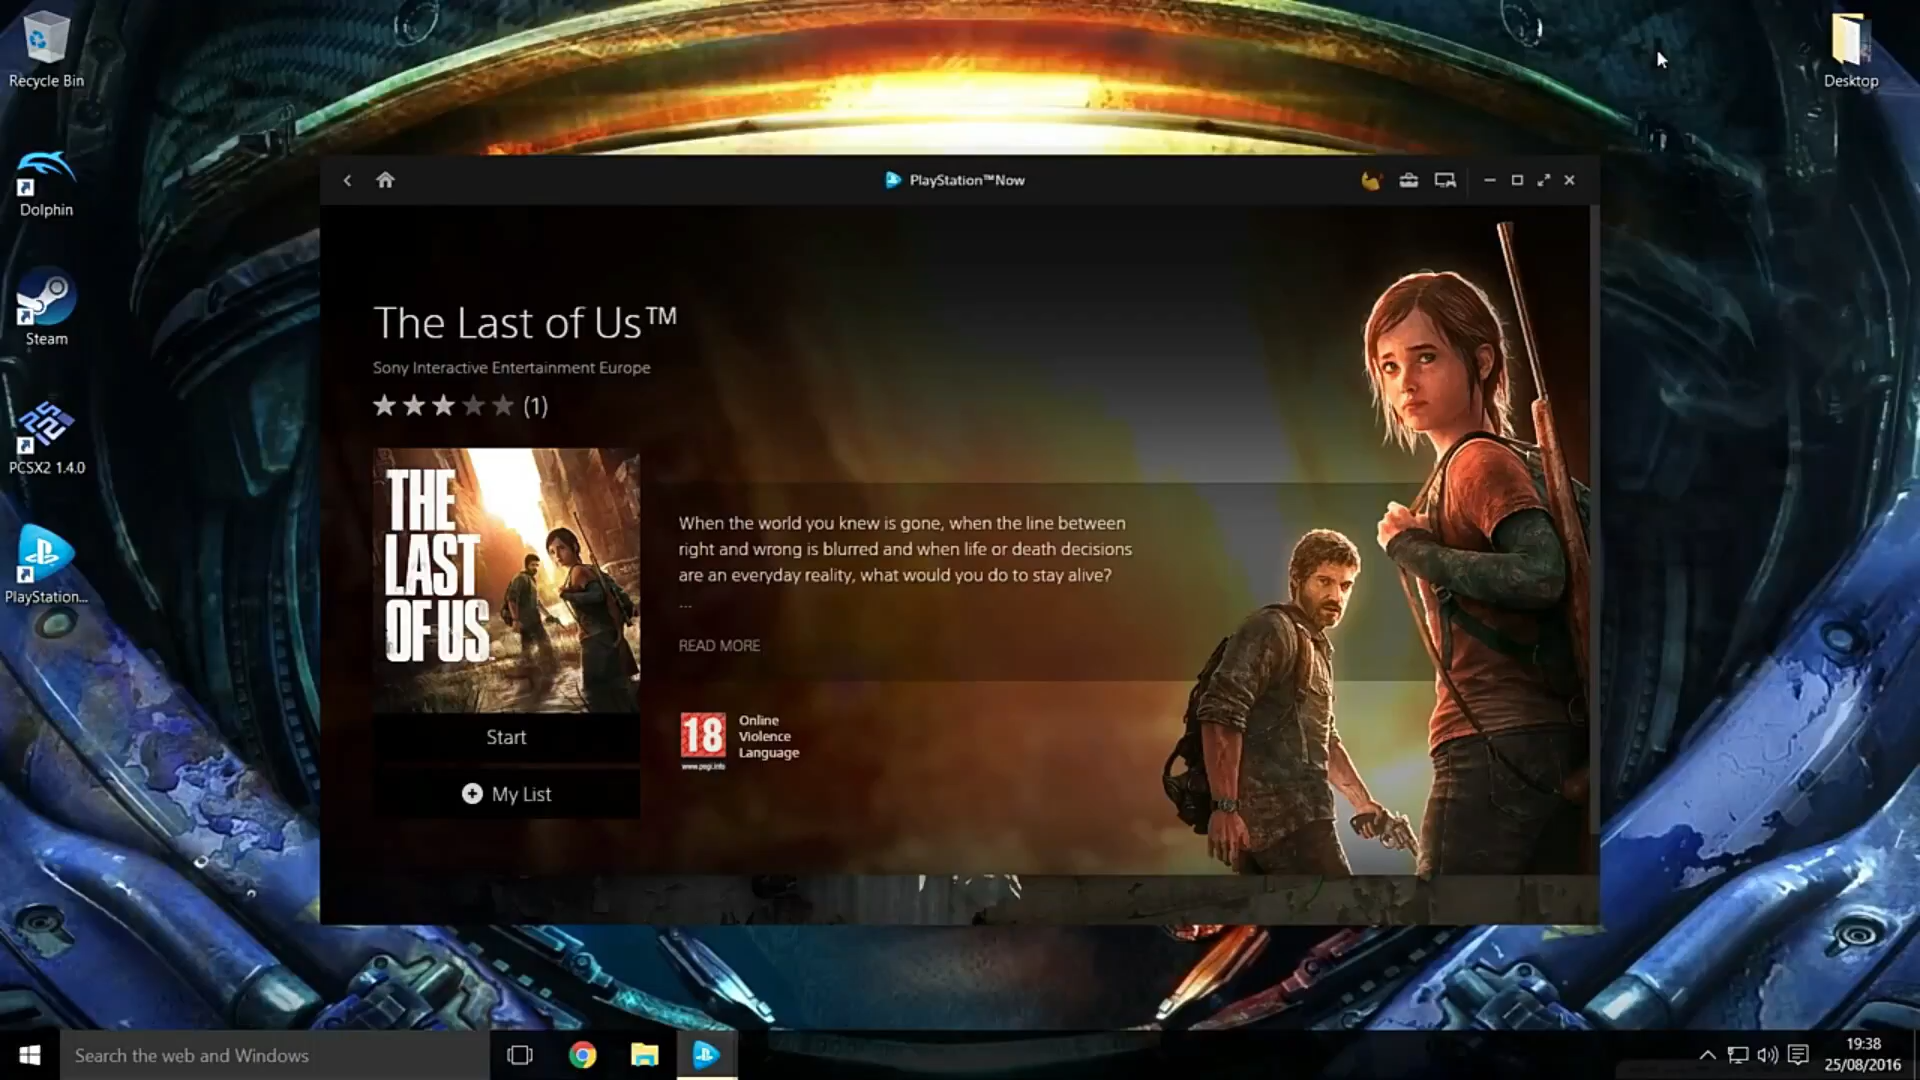 Recycle Bin
Desktop
Dolphin
Steam
PCSX2 1.4.0
PlayStation...
PlayStation™Now
The Last of Us™
Sony Interactive Entertainment Europe
(1)
THE
LAST
OF US
When the world you knew is gone, when the line between
right and wrong is blurred and when life or death decisions
are an everyday reality, what would you do to stay alive?
...
READ MORE
Start
My List
18
www.pegi.info
Online
Violence
Language
Search the web and Windows
19:38
25/08/2016